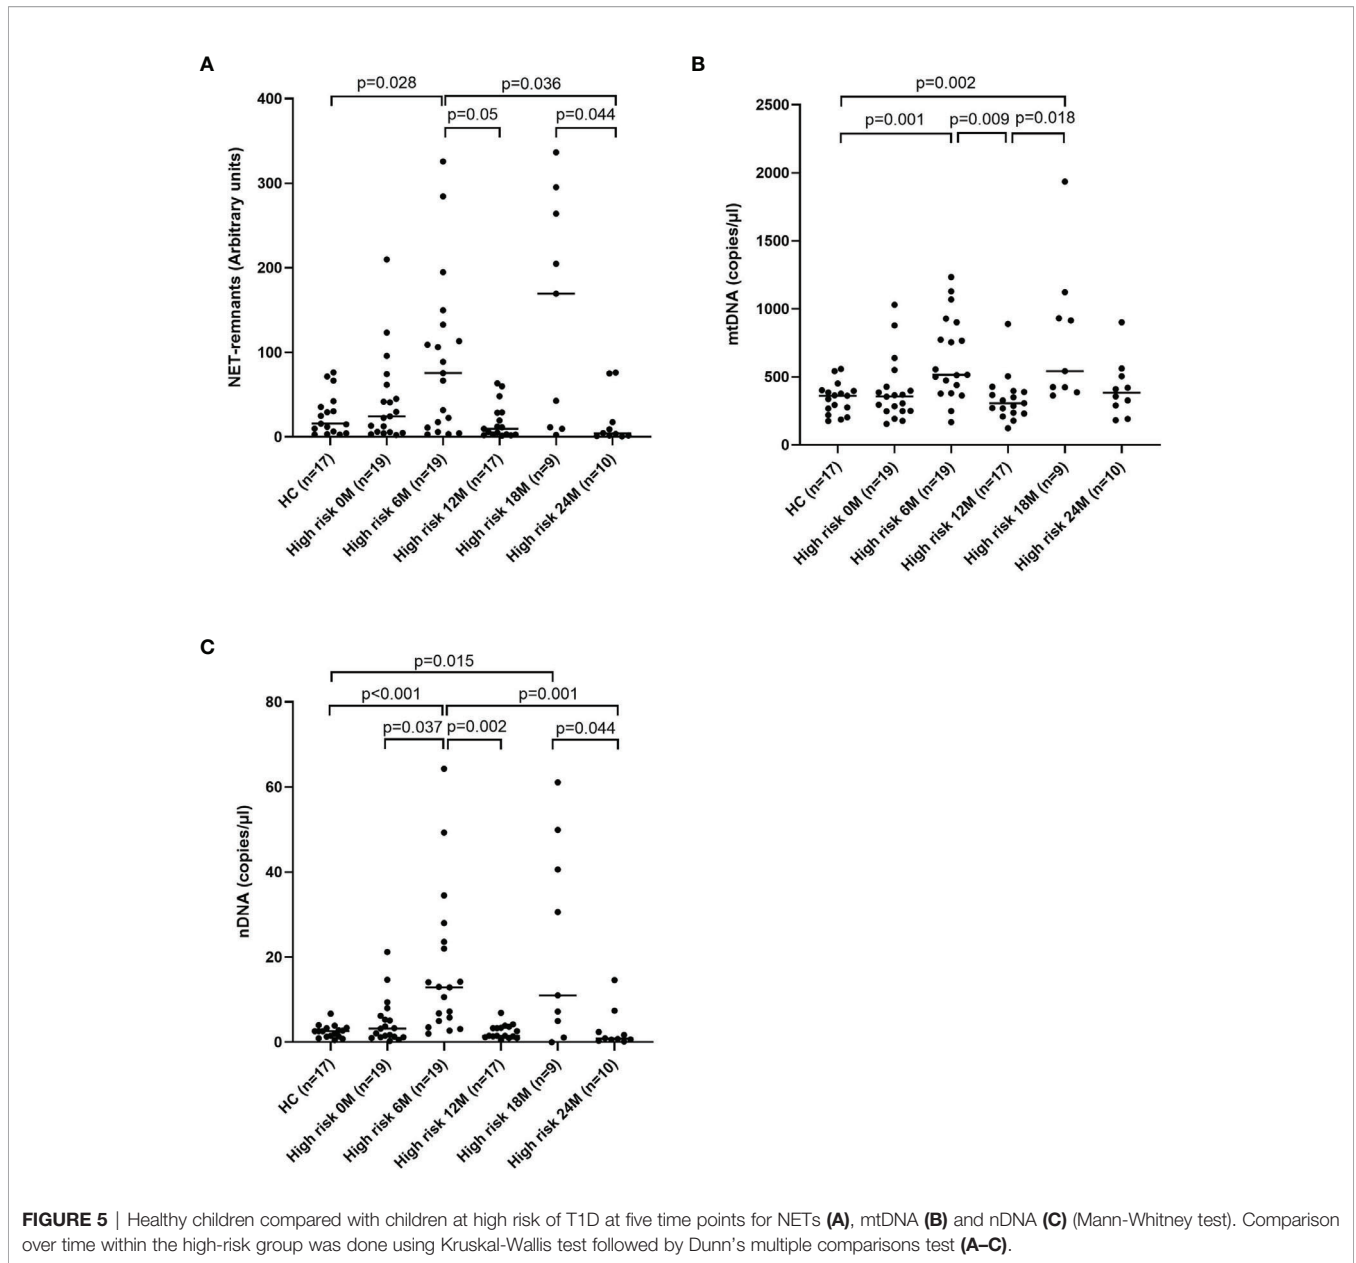 A
p=0.028
p=0.036
p=0.05
p=0.044
NET-remnants (Arbitrary units)
400
300
200
100
0
HC (n=17)
High risk 0M (n=19)
High risk 6M (n=19)
High risk 12M (n=17)
High risk 18M (n=9)
High risk 24M (n=10)
B
p=0.002
p=0.001
p=0.009
p=0.018
mtDNA (copies/μl)
2500
2000
1500
1000
500
0
HC (n=17)
High risk 0M (n=19)
High risk 6M (n=19)
High risk 12M (n=17)
High risk 18M (n=9)
High risk 24M (n=10)
C
p=0.015
p<0.001
p=0.001
p=0.037
p=0.002
p=0.044
nDNA (copies/μl)
80
60
40
20
0
HC (n=17)
High risk 0M (n=19)
High risk 6M (n=19)
High risk 12M (n=17)
High risk 18M (n=9)
High risk 24M (n=10)
FIGURE 5 | Healthy children compared with children at high risk of T1D at five time points for NETs (A), mtDNA (B) and nDNA (C) (Mann-Whitney test). Comparison
over time within the high-risk group was done using Kruskal-Wallis test followed by Dunn's multiple comparisons test (A–C).